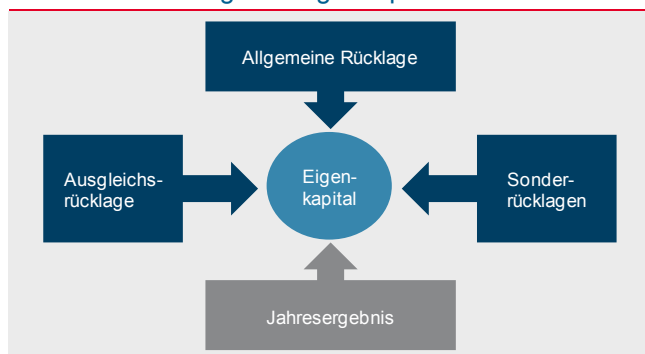 Allgemeine Rücklage
Ausgleichs-
rücklage
Eigen-
kapital
Sonder-
rücklagen
Jahresergebnis